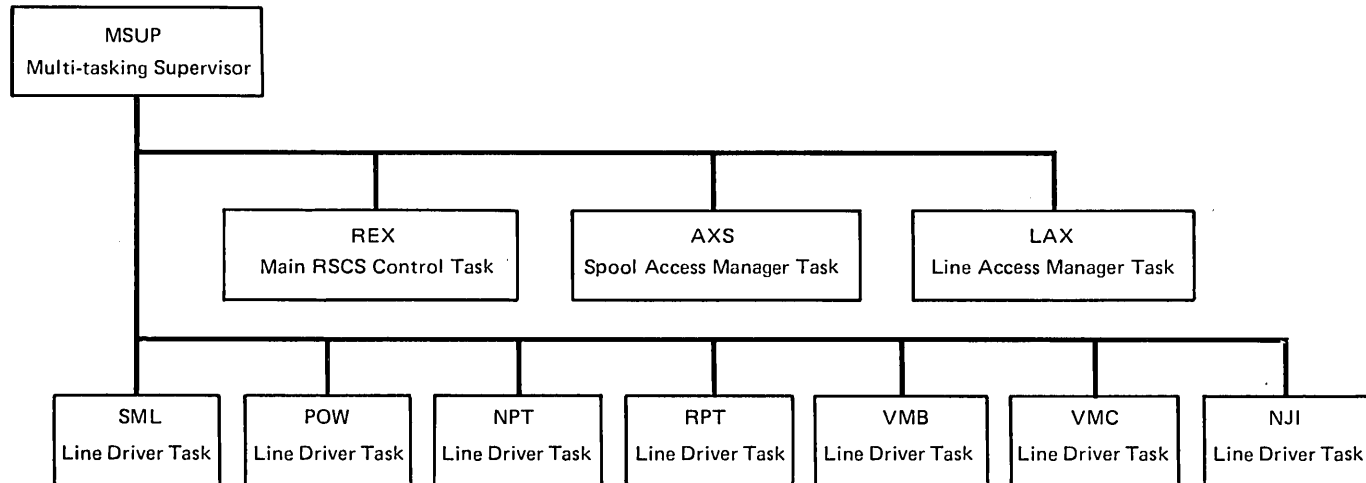 MSUP
Multi-tasking Supervisor
REX
Main RSCS Control Task
AXS
Spool Access Manager Task
LAX
Line Access Manager Task
SML
Line Driver Task
POW
Line Driver Task
NPT
Line Driver Task
RPT
Line Driver Task
VMB
Line Driver Task
VMC
Line Driver Task
NJI
Line Driver Task